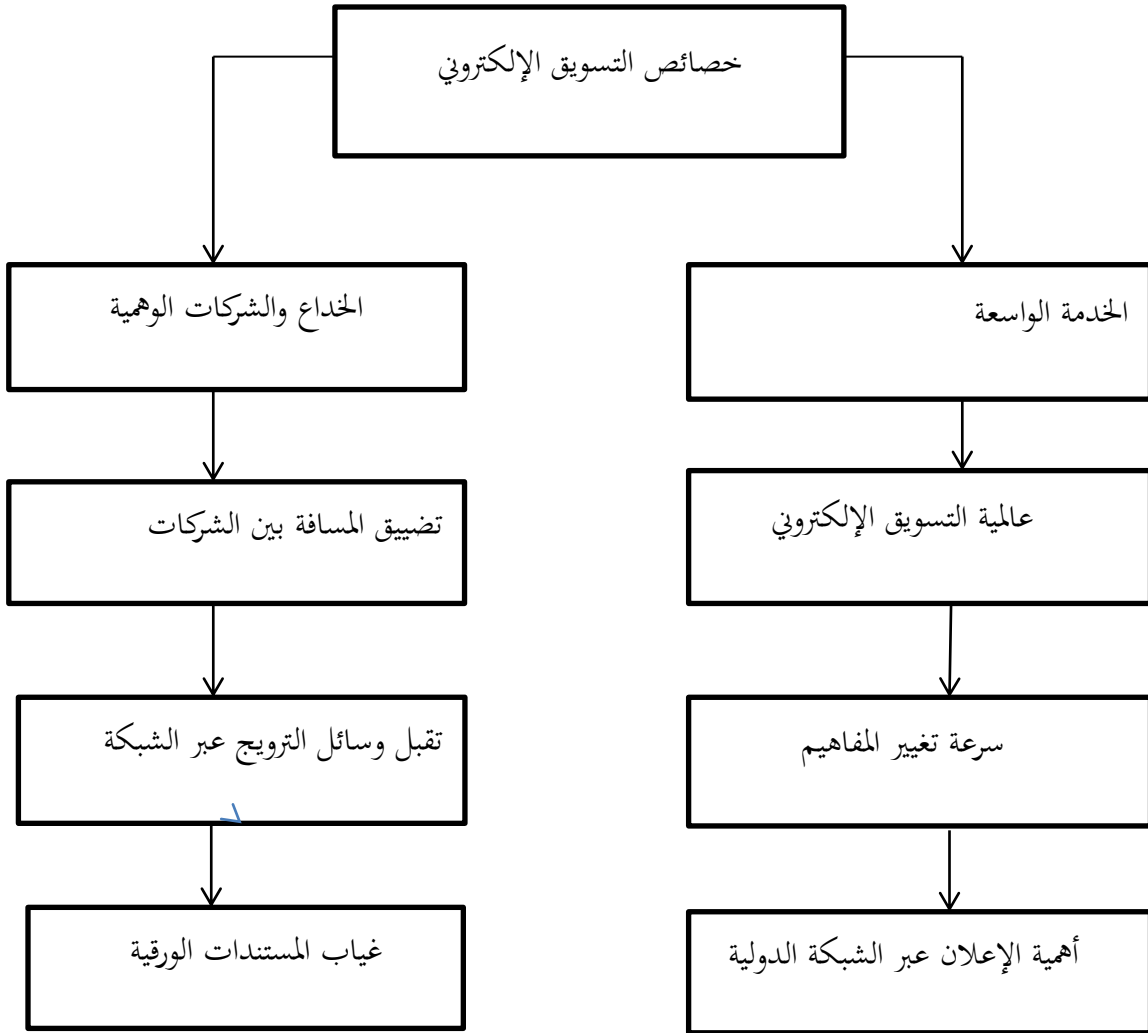 خصائص التسويق الإلكتروني
الخدمة الواسعة
عالمية التسويق الإلكتروني
سرعة تغيير المفاهيم
أهمية الإعلان عبر الشبكة الدولية
الخداع والشركات الوهمية
تضييق المسافة بين الشركات
تقبل وسائل الترويج عبر الشبكة
غياب المستندات الورقية